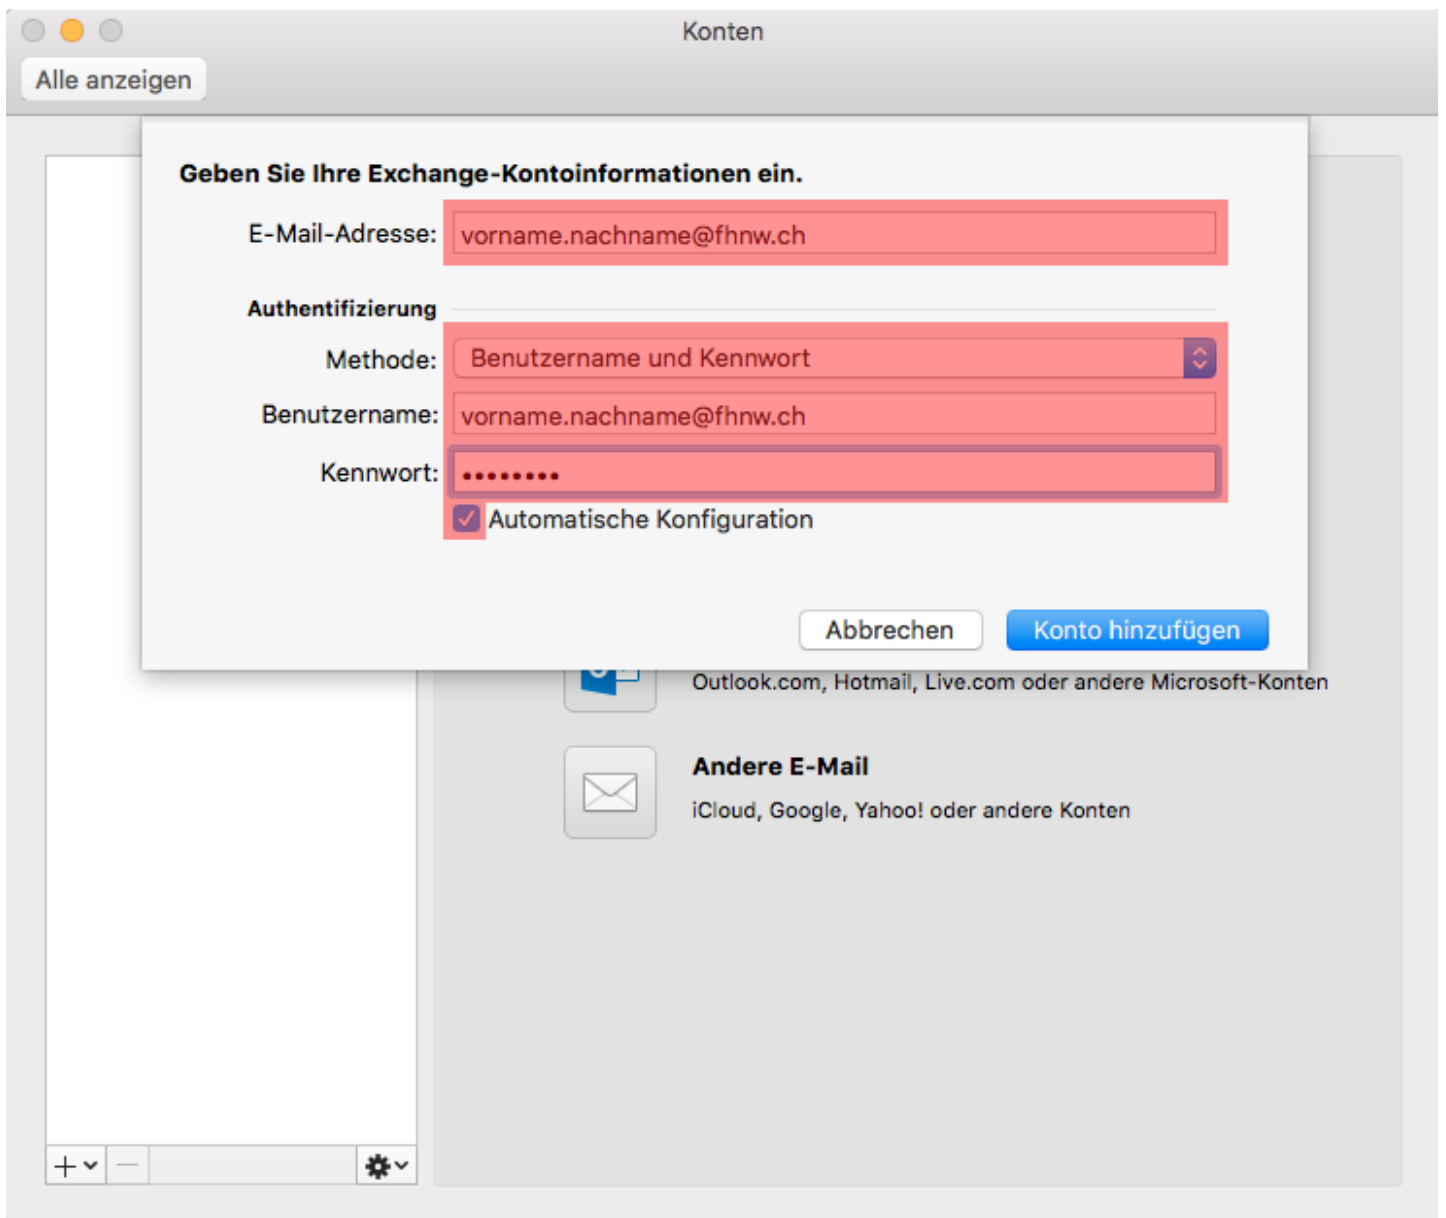 Konten
Alle anzeigen
Geben Sie Ihre Exchange-Kontoinformationen ein.
E-Mail-Adresse: vorname.nachname@fhnw.ch
Authentifizierung
Methode: Benutzername und Kennwort
Benutzername: vorname.nachname@fhnw.ch
Kennwort: ••••••••
Automatische Konfiguration
Abbrechen Konto hinzufügen
Outlook.com, Hotmail, Live.com oder andere Microsoft-Konten
Andere E-Mail
iCloud, Google, Yahoo! oder andere Konten